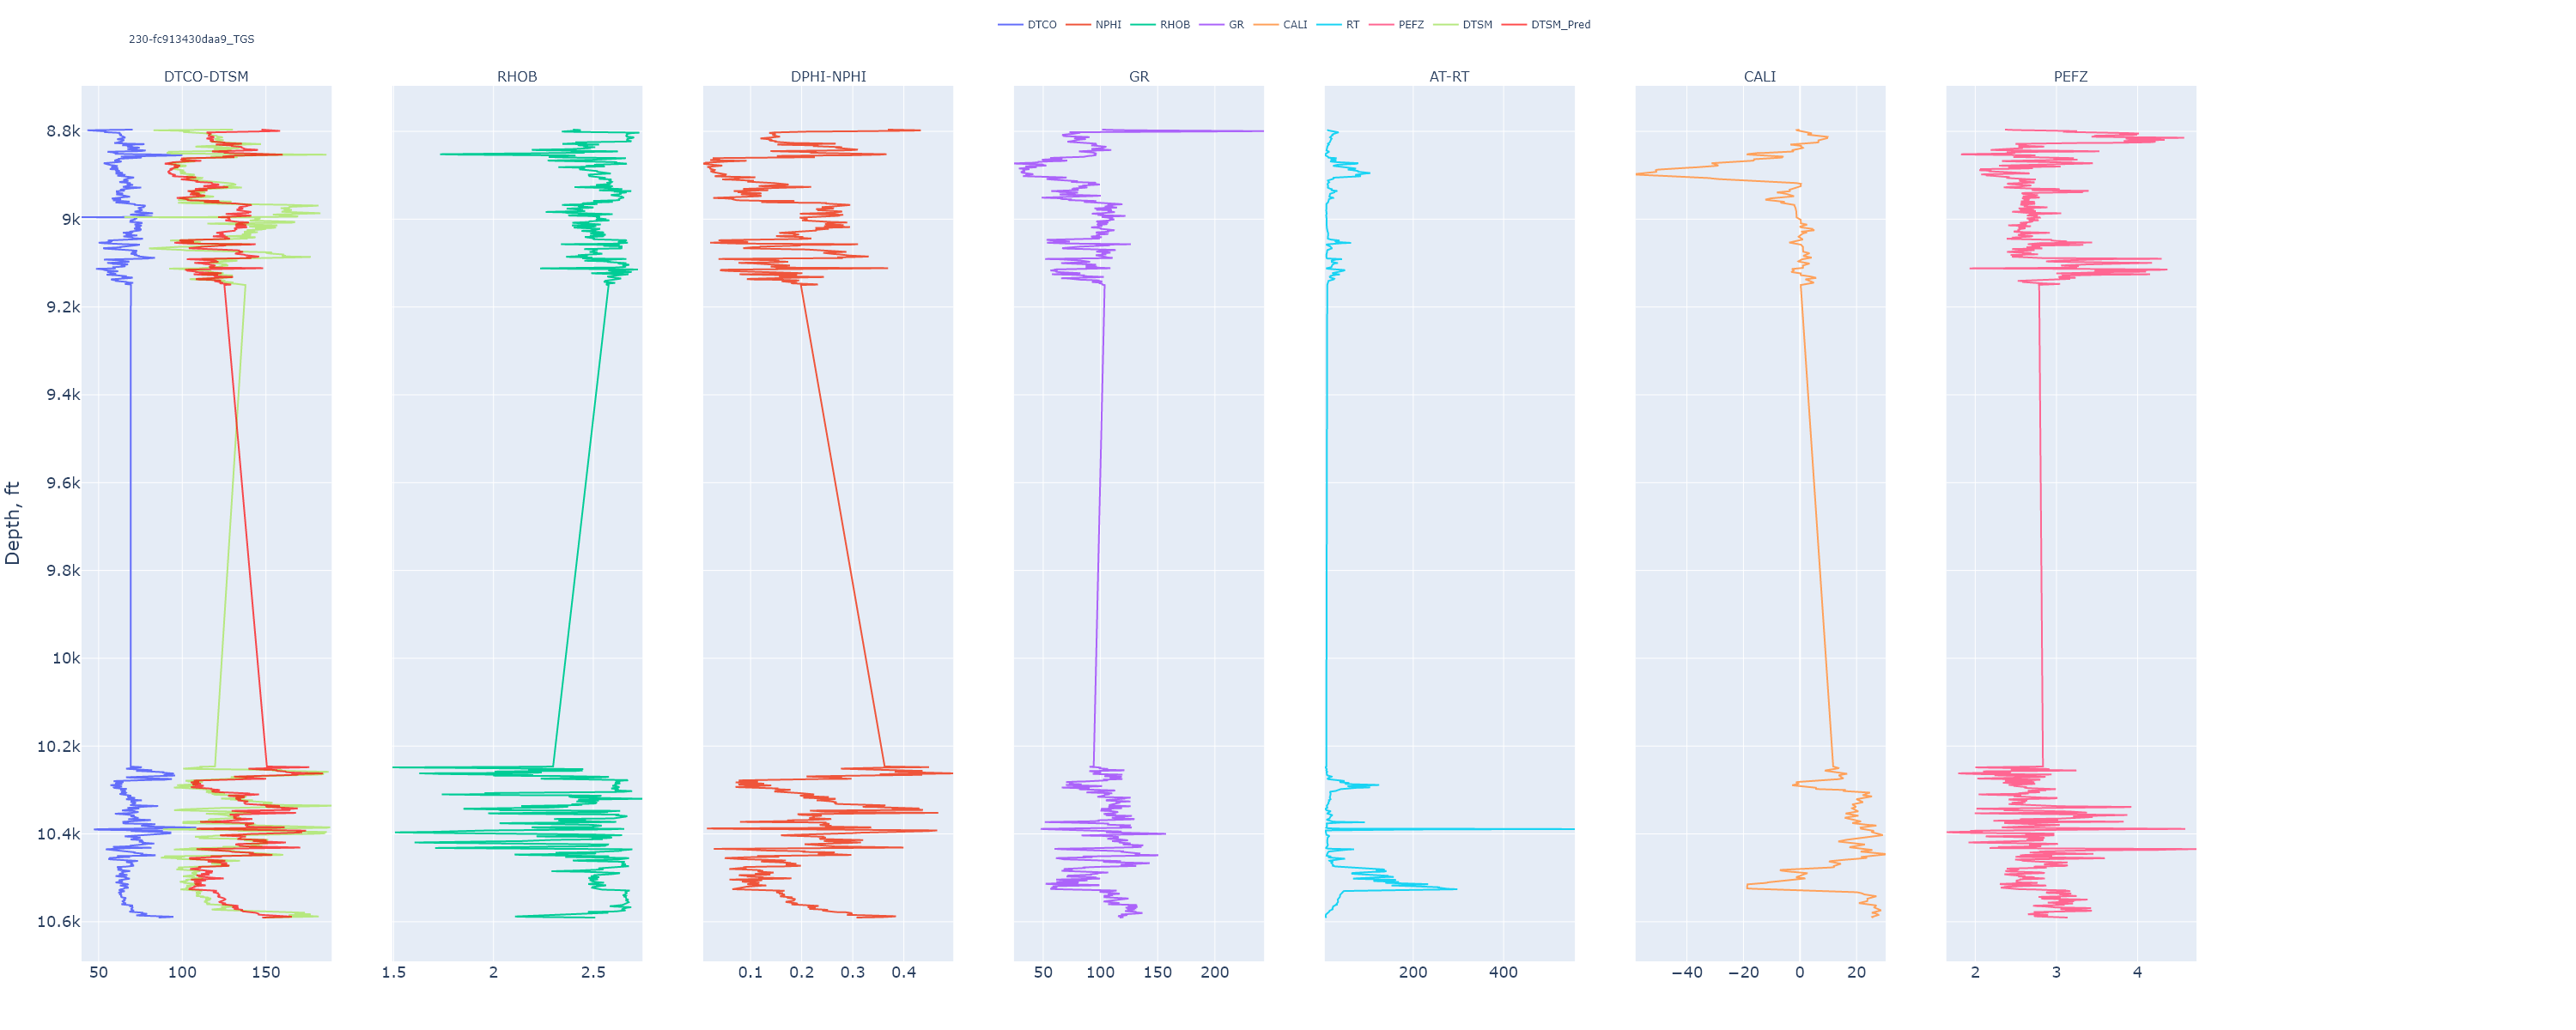 DTCO NPHI RHOB GR CALI RT PEFZ DTSM DTSM_Pred
230-fc913430daa9_TGS
DTCO-DTSM RHOB DPHI-NPHI GR AT-RT CALI PEFZ
Depth, ft
8.8k
9k
9.2k
9.4k
9.6k
9.8k
10k
10.2k
10.4k
10.6k
50 100 150 1.5 2 2.5 0.1 0.2 0.3 0.4 50 100 150 200 200 400 −40 −20 0 20 2 3 4